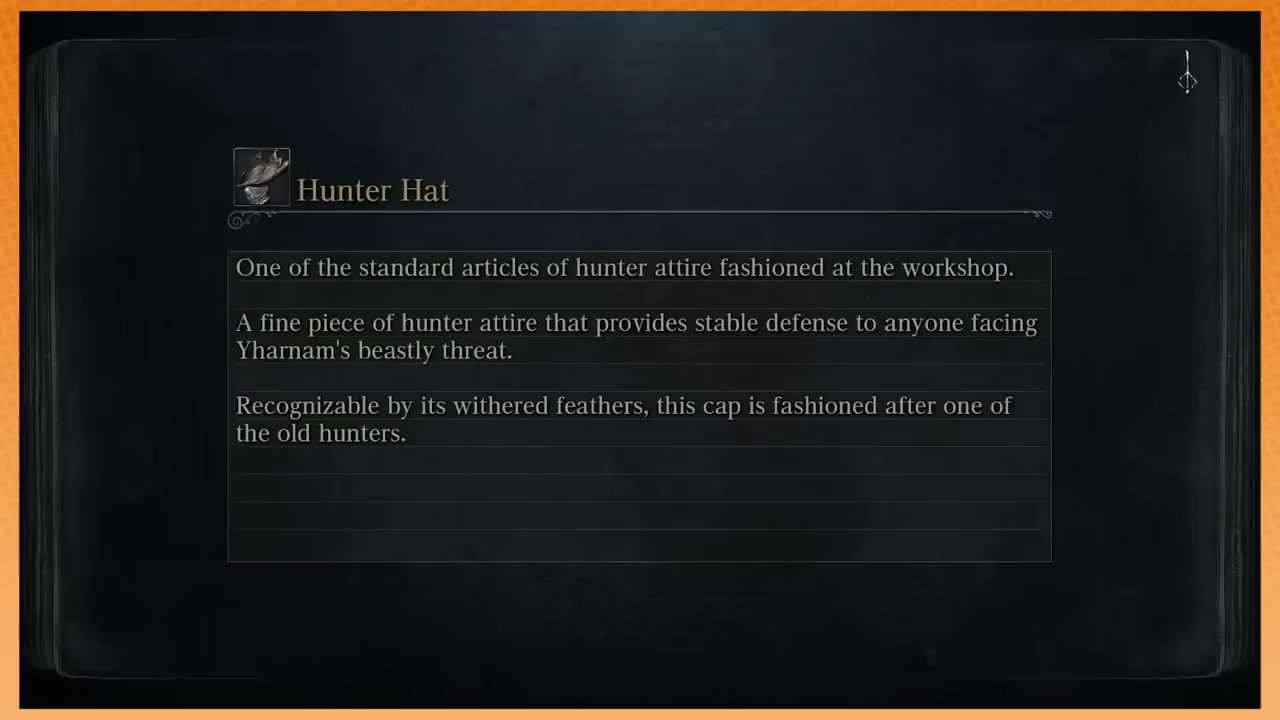 Hunter Hat
One of the standard articles of hunter attire fashioned at the workshop.
A fine piece of hunter attire that provides stable defense to anyone facing
Yharnam's beastly threat.
Recognizable by its withered feathers, this cap is fashioned after one of
the old hunters.